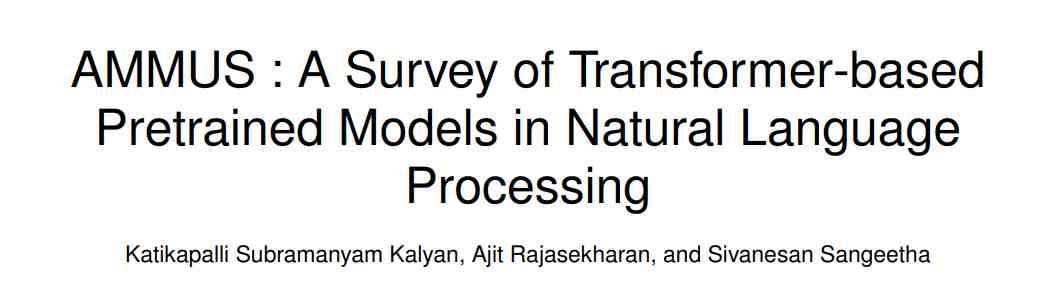 AMMUS : A Survey of Transformer-based
Pretrained Models in Natural Language
Processing
Katikapalli Subramanyam Kalyan, Ajit Rajasekharan, and Sivanesan Sangeetha